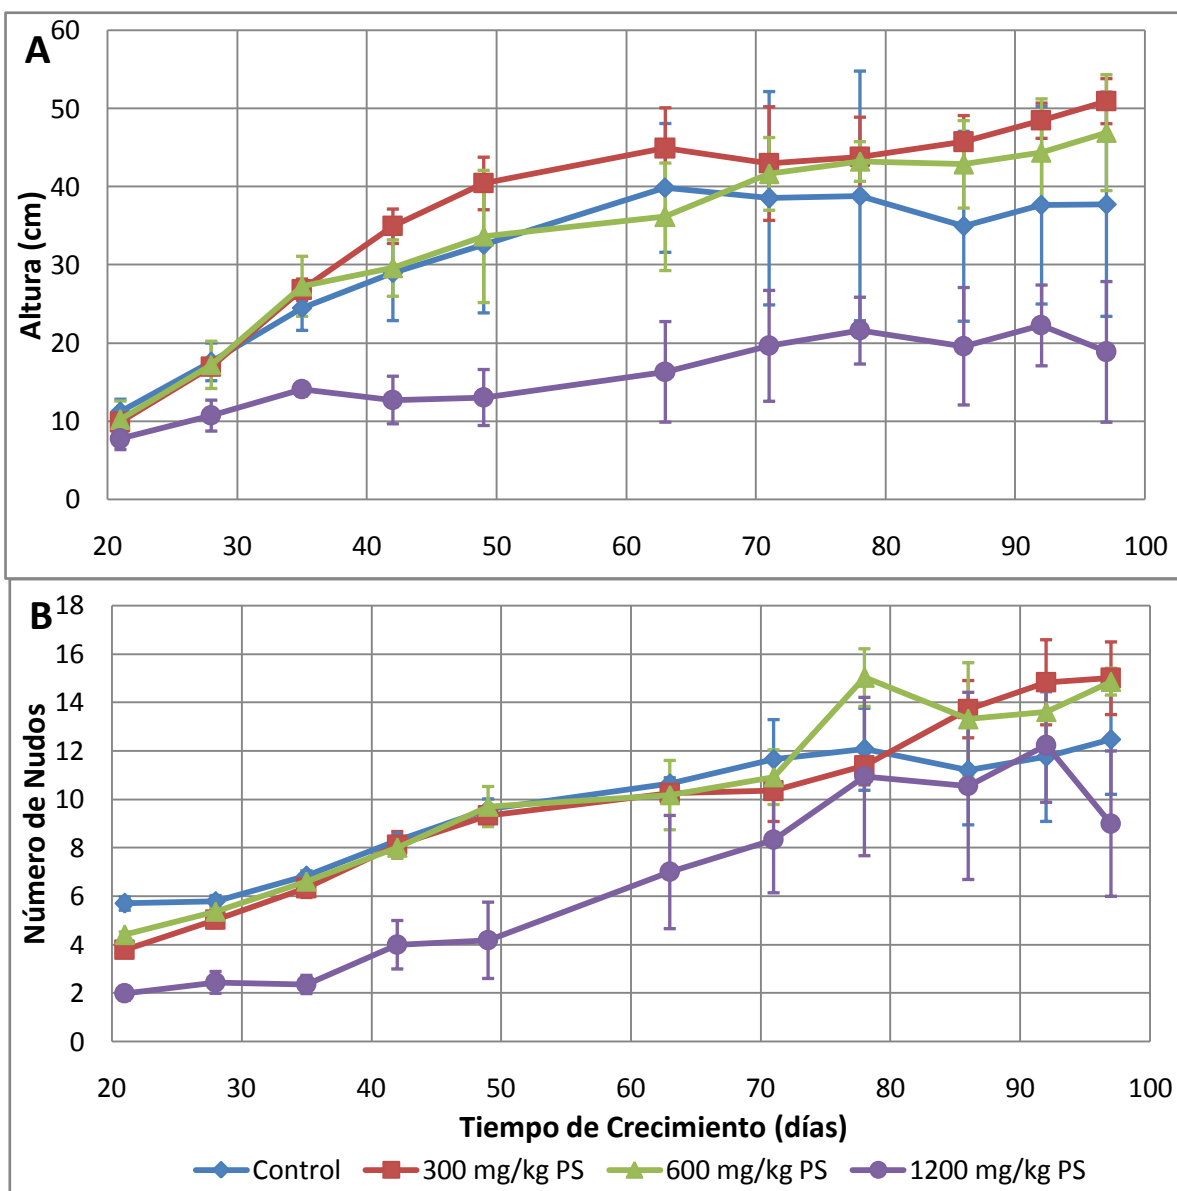 A
60
50
40
30
20
10
0
Altura (cm)
20 30 40 50 60 70 80 90 100
B
18
16
14
12
10
8
6
4
2
0
Número de Nudos
20 30 40 50 60 70 80 90 100
Tiempo de Crecimiento (días)
Control 300 mg/kg PS 600 mg/kg PS 1200 mg/kg PS